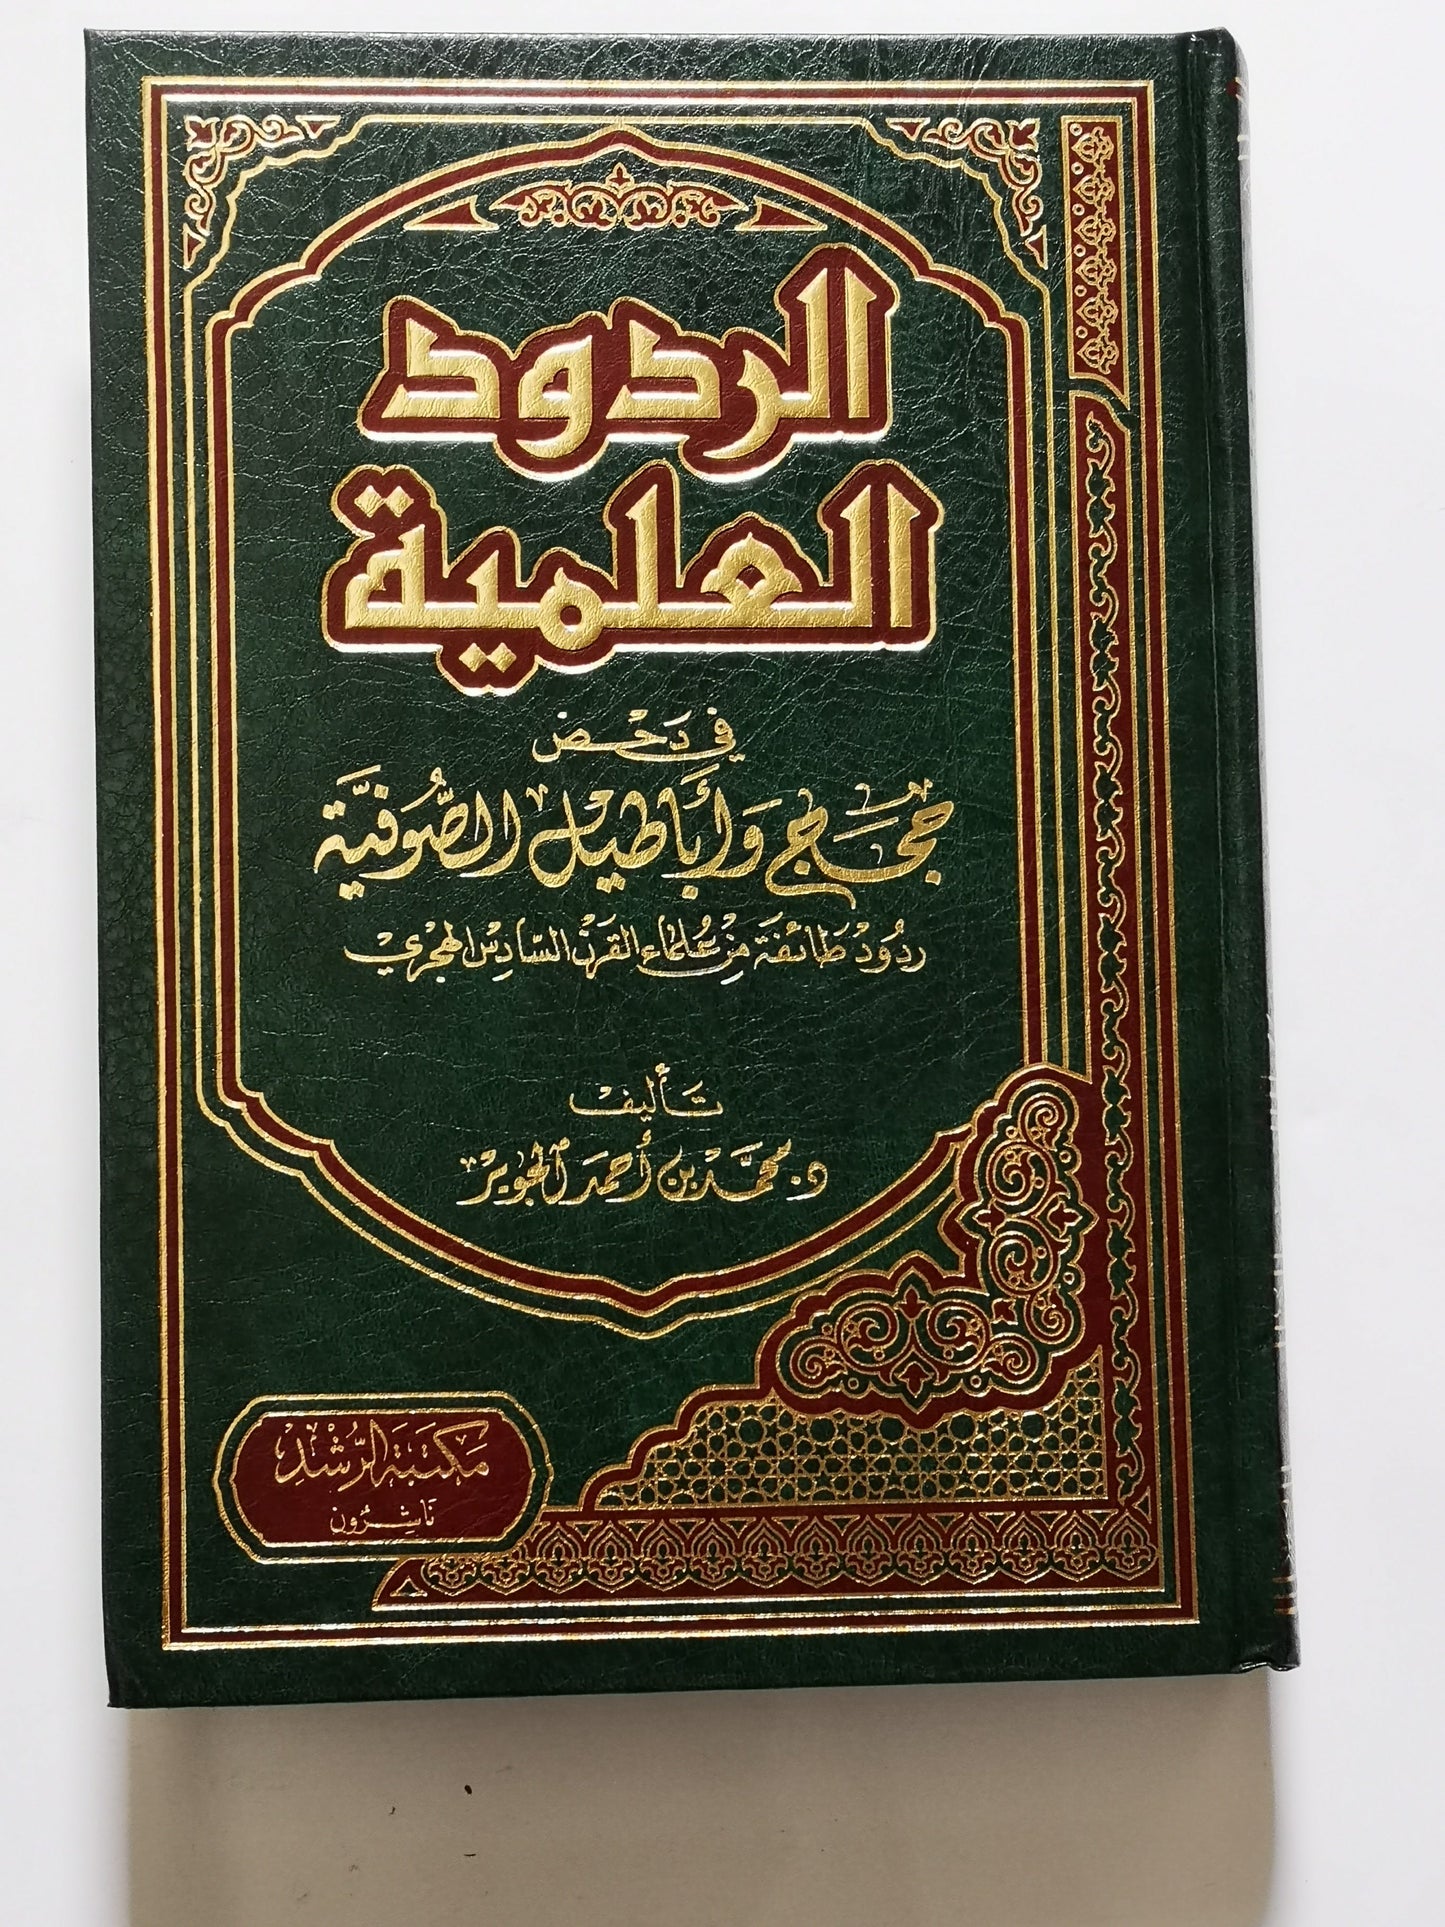 الردود
العلمية
في دحض
حجج وأباطيل الصوفية
ردود طائفة من علماء القرن السادس الهجري
تأليف
د. محمد بن أحمد الجوير
مكتبة الرشد
ناشرون